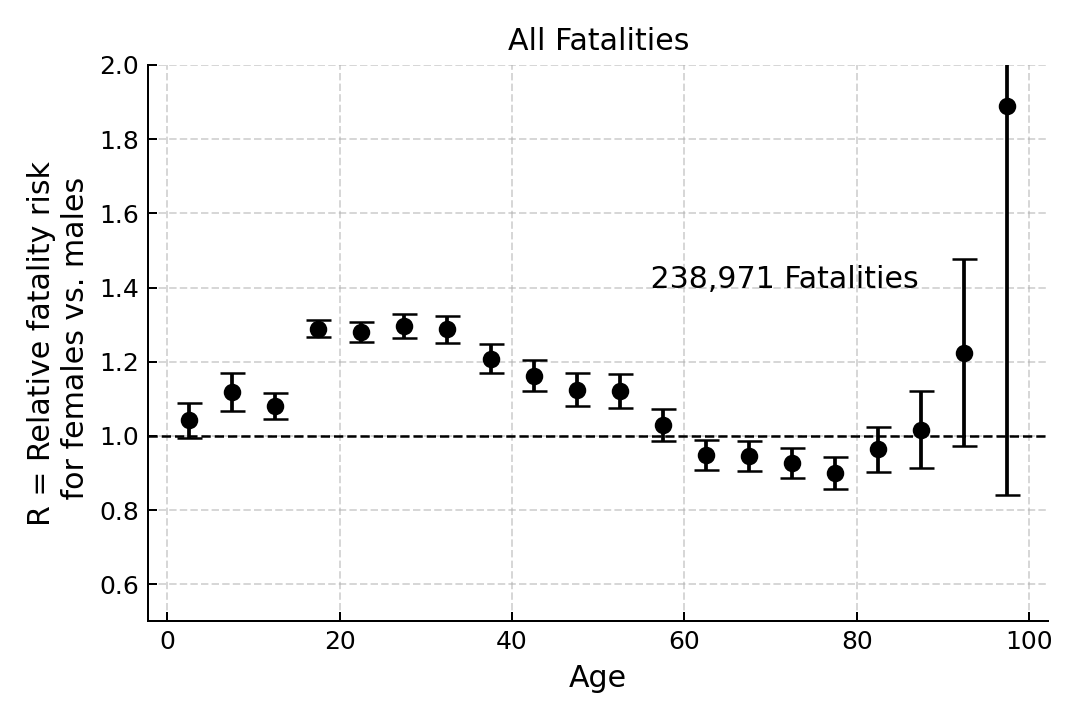 All Fatalities
R = Relative fatality risk
for females vs. males
2.0
1.8
1.6
1.4
1.2
1.0
0.8
0.6
238,971 Fatalities
0 20 40 60 80 100
Age